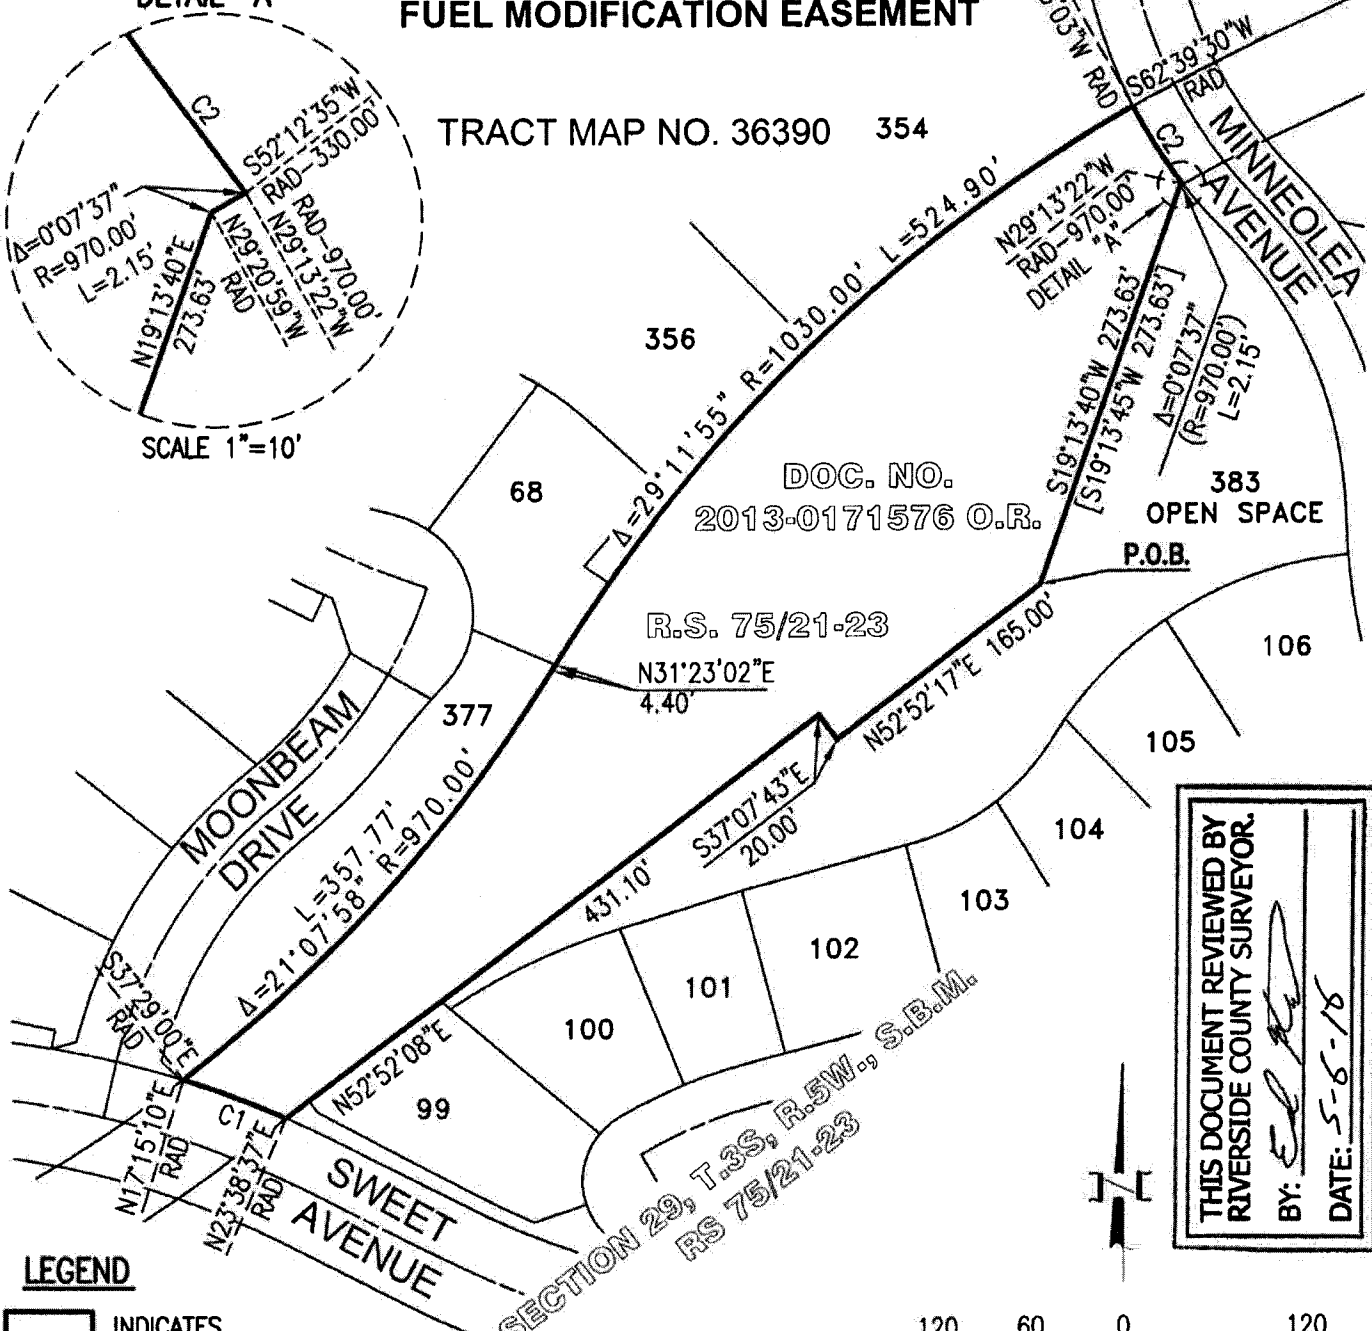 DETAIL "A"
FUEL MODIFICATION EASEMENT
TRACT MAP NO. 36390
354
C2
S52°12'35"W
RAD-330.00'
RAD-970.00'
N29°13'22"W
N29°20'59"W
RAD
Δ=0°07'37"
R=970.00'
L=2.15'
N19°13'40"E
273.63'
SCALE 1"=10'
03"W RAD
S62°39'30"W
RAD
C2
MINNEOLEA
AVENUE
N29°13'22"W
RAD-970.00'
DETAIL "A"
356
Δ=29°11'55" R=1030.00' L=524.90'
S19°13'40"W 273.63'
[S19°13'45"W 273.63']
Δ=0°07'37"
(R=970.00')
L=2.15'
383
OPEN SPACE
P.O.B.
68
DOC. NO.
2013-0171576 O.R.
R.S. 75/21-23
N31°23'02"E
4.40'
377
N52°52'17"E 165.00'
106
105
104
103
102
101
100
99
MOONBEAM
DRIVE
L=357.77'
Δ=21°07'58" R=970.00'
S37°07'43"E
20.00'
431.10'
N52°52'08"E
S37°29'00"E
RAD
C1
N17°15'10"E
RAD
N23°38'37"E
RAD
SWEET
AVENUE
SECTION 29, T.3S, R.5W., S.B.M.
RS 75/21-23
THIS DOCUMENT REVIEWED BY
RIVERSIDE COUNTY SURVEYOR.
BY:
DATE: 5-6-15
N
LEGEND
INDICATES
120 60 0 120